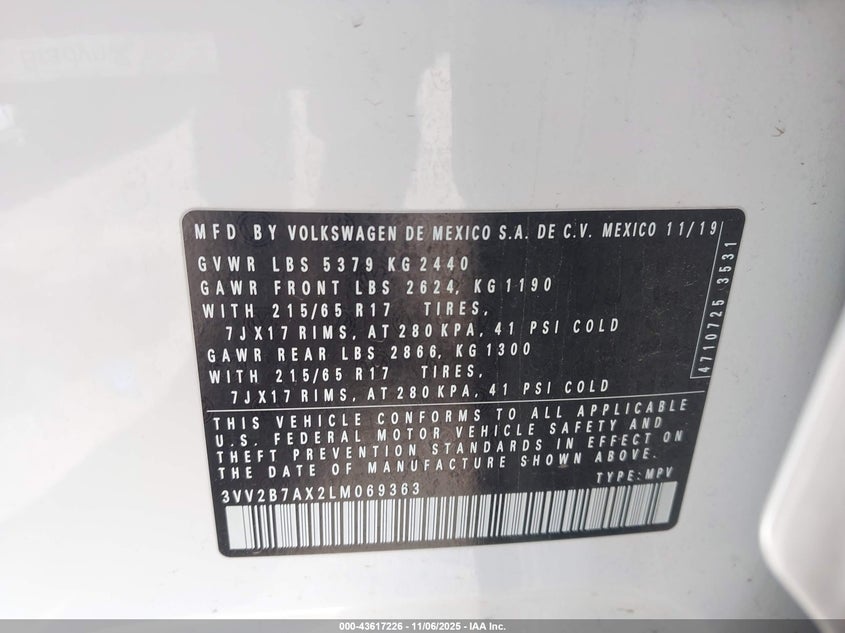 MFD BY VOLKSWAGEN DE MEXICO S.A. DE C.V. MEXICO 11/19
GVWR LBS 5379 KG 2440
GAWR FRONT LBS 2624, KG 1190
WITH 215/65 R17 TIRES,
7JX17 RIMS, AT 280 KPA, 41 PSI COLD
GAWR REAR LBS 2866, KG 1300
WITH 215/65 R17 TIRES,
7JX17 RIMS, AT 280 KPA, 41 PSI COLD
4710725 3531
THIS VEHICLE CONFORMS TO ALL APPLICABLE
U.S. FEDERAL MOTOR VEHICLE SAFETY AND
THEFT PREVENTION STANDARDS IN EFFECT ON
THE DATE OF MANUFACTURE SHOWN ABOVE.
3VV2B7AX2LM069363
TYPE: MPV
000-43617226 - 11/06/2025 - IAA Inc.